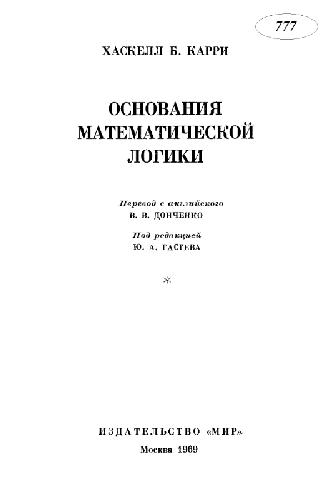 777
ХАСКЕЛЛ Б. КАРРИ
ОСНОВАНИЯ
МАТЕМАТИЧЕСКОЙ
ЛОГИКИ
Перевод с английского
В. В. ДОНЧЕНКО
Под редакцией
Ю. А. ГАСТЕВА
*
ИЗДАТЕЛЬСТВО «МИР»
Москва 1969